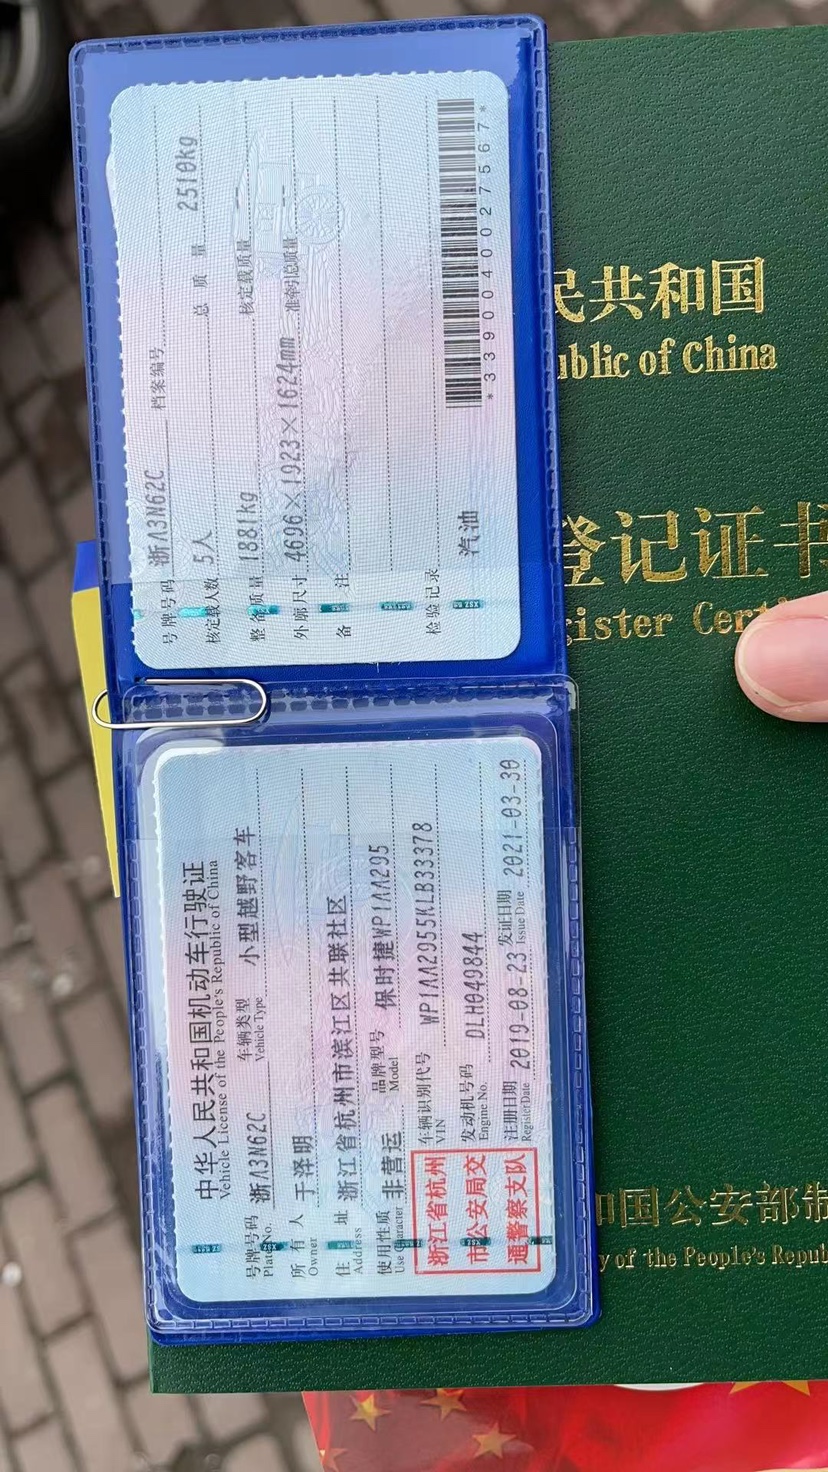 中华人民共和国机动车行驶证
Vehicle License of the People's Republic of China
号牌号码 浙A3N62C 车辆类型 小型越野客车
Plate No. Vehicle Type
所有人 于泽明
Owner
住址 浙江省杭州市滨江区共联社区
Address
使用性质 非营运 品牌型号 保时捷WP1AA295
Use Character Model
浙江省杭州
市公安局交
通警察支队
车辆识别代号 WP1AA2955KLB33378
VIN
发动机号码 DLH049844
Engine No.
注册日期 2019-08-23 发证日期 2021-03-30
Register Date Issue Date
号牌号码 浙A3N62C 档案编号
核定载人数 5人 总质量 2510kg
整备质量 1881kg 核定载质量 --
外廓尺寸 4696×1923×1624mm 准牵引总质量 --
备注
检验记录
汽油
*3390040027567*
民共和国
ublic of China
登记证书
gister Certi
和国公安部制
y of the People's Repub